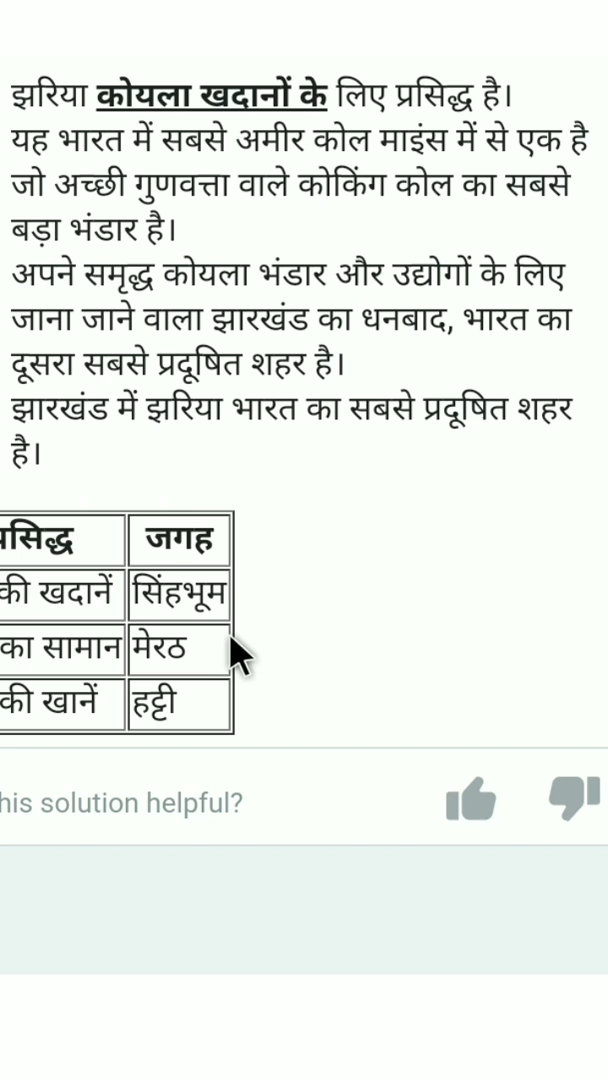 झरिया कोयला खदानों के लिए प्रसिद्ध है।
यह भारत में सबसे अमीर कोल माइंस में से एक है
जो अच्छी गुणवत्ता वाले कोकिंग कोल का सबसे
बड़ा भंडार है।
अपने समृद्ध कोयला भंडार और उद्योगों के लिए
जाना जाने वाला झारखंड का धनबाद, भारत का
दूसरा सबसे प्रदूषित शहर है।
झारखंड में झरिया भारत का सबसे प्रदूषित शहर
है।
जगह
की खदानें सिंहभूम
का सामान मेरठ
की खानें हट्टी
solution helpful?